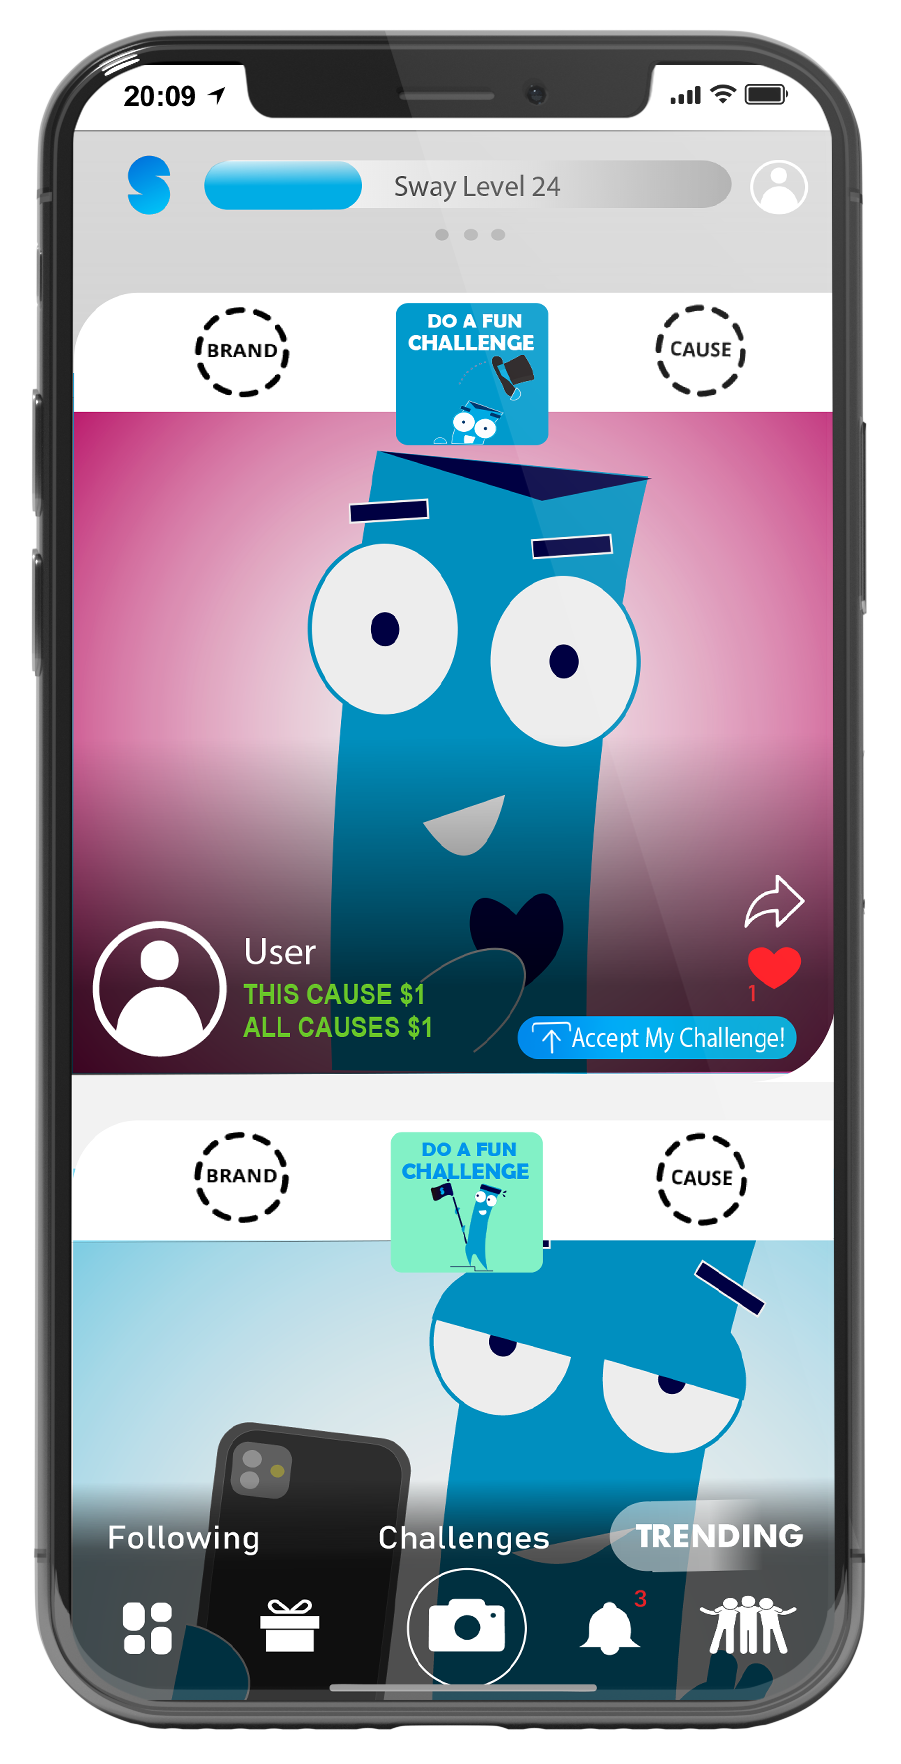 20:09
S
Sway Level 24
BRAND
DO A FUN
CHALLENGE
CAUSE
User
THIS CAUSE $1
ALL CAUSES $1
1
Accept My Challenge!
BRAND
DO A FUN
CHALLENGE
CAUSE
Following
Challenges
TRENDING
3